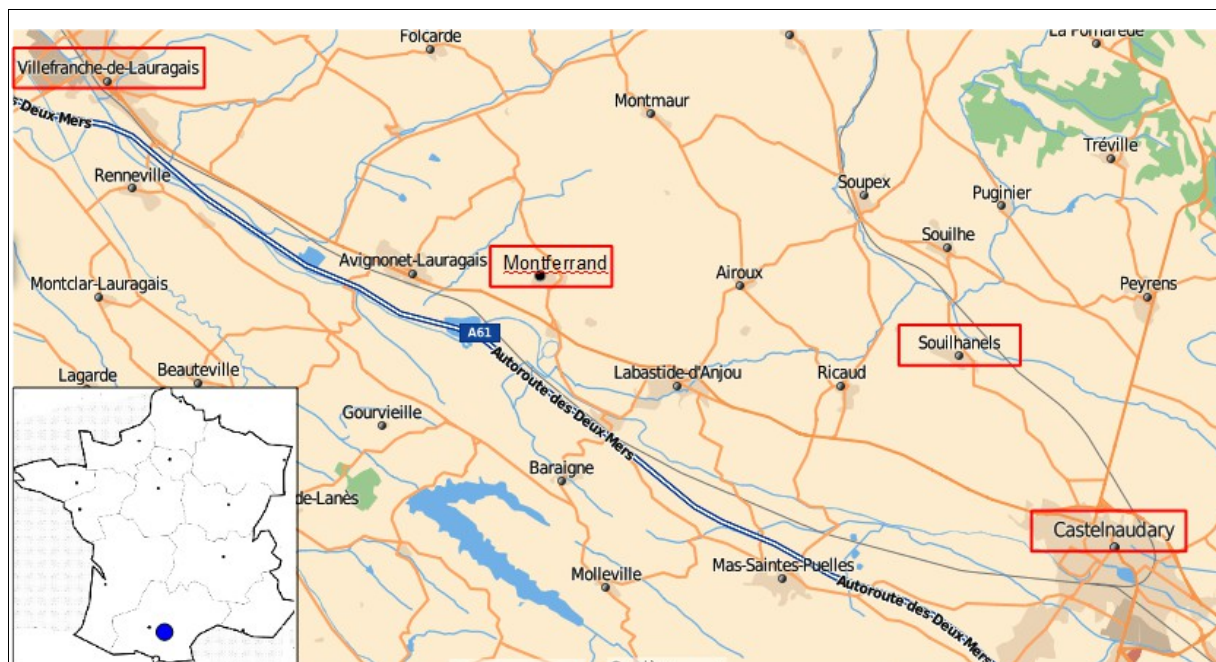 Folcarde
La Pomarède
Villefranche-de-Lauragais
Montmaur
s-Deux-Mers
Tréville
Renneville
Soupex
Puginier
Souilhe
Avignonet-Lauragais
Montferrand
Airoux
Montclar-Lauragais
Peyrens
A61
Souilhanels
Autoroute des Deux Mers
Lagarde
Beauteville
Labastide-d'Anjou
Ricaud
Gourvieille
Baraigne
de-Lanès
Castelnaudary
Molleville
Mas-Saintes-Puelles
Autoroute des Deux Mers